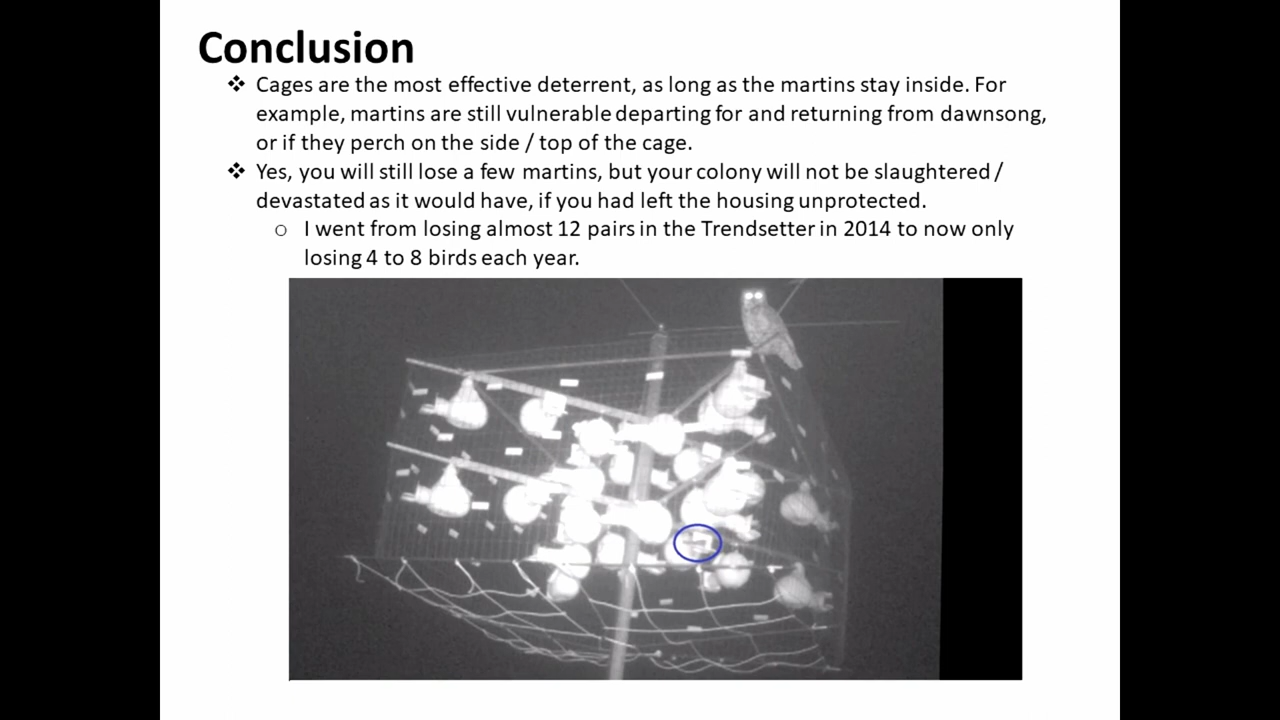 Conclusion
❖ Cages are the most effective deterrent, as long as the martins stay inside. For
example, martins are still vulnerable departing for and returning from dawnsong,
or if they perch on the side / top of the cage.
❖ Yes, you will still lose a few martins, but your colony will not be slaughtered /
devastated as it would have, if you had left the housing unprotected.
○ I went from losing almost 12 pairs in the Trendsetter in 2014 to now only
losing 4 to 8 birds each year.